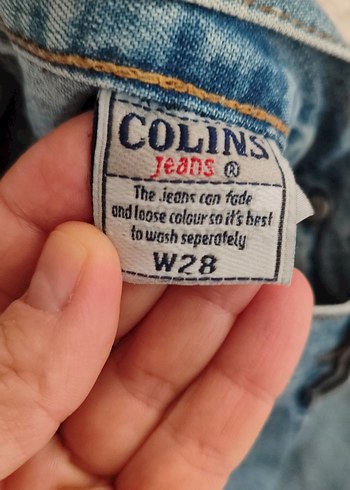 COLINS
Jeans ®
The jeans can fade
and loose colour so it's best
to wash seperately
W28